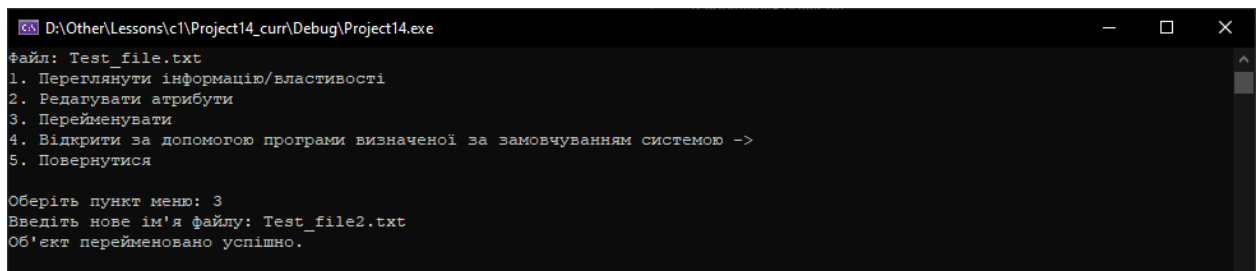 D:\Other\Lessons\c1\Project14_curr\Debug\Project14.exe
Файл: Test_file.txt
1. Переглянути інформацію/властивості
2. Редагувати атрибути
3. Перейменувати
4. Відкрити за допомогою програми визначеної за замовчуванням системою ->
5. Повернутися
Оберіть пункт меню: 3
Введіть нове ім'я файлу: Test_file2.txt
Об'єкт перейменовано успішно.